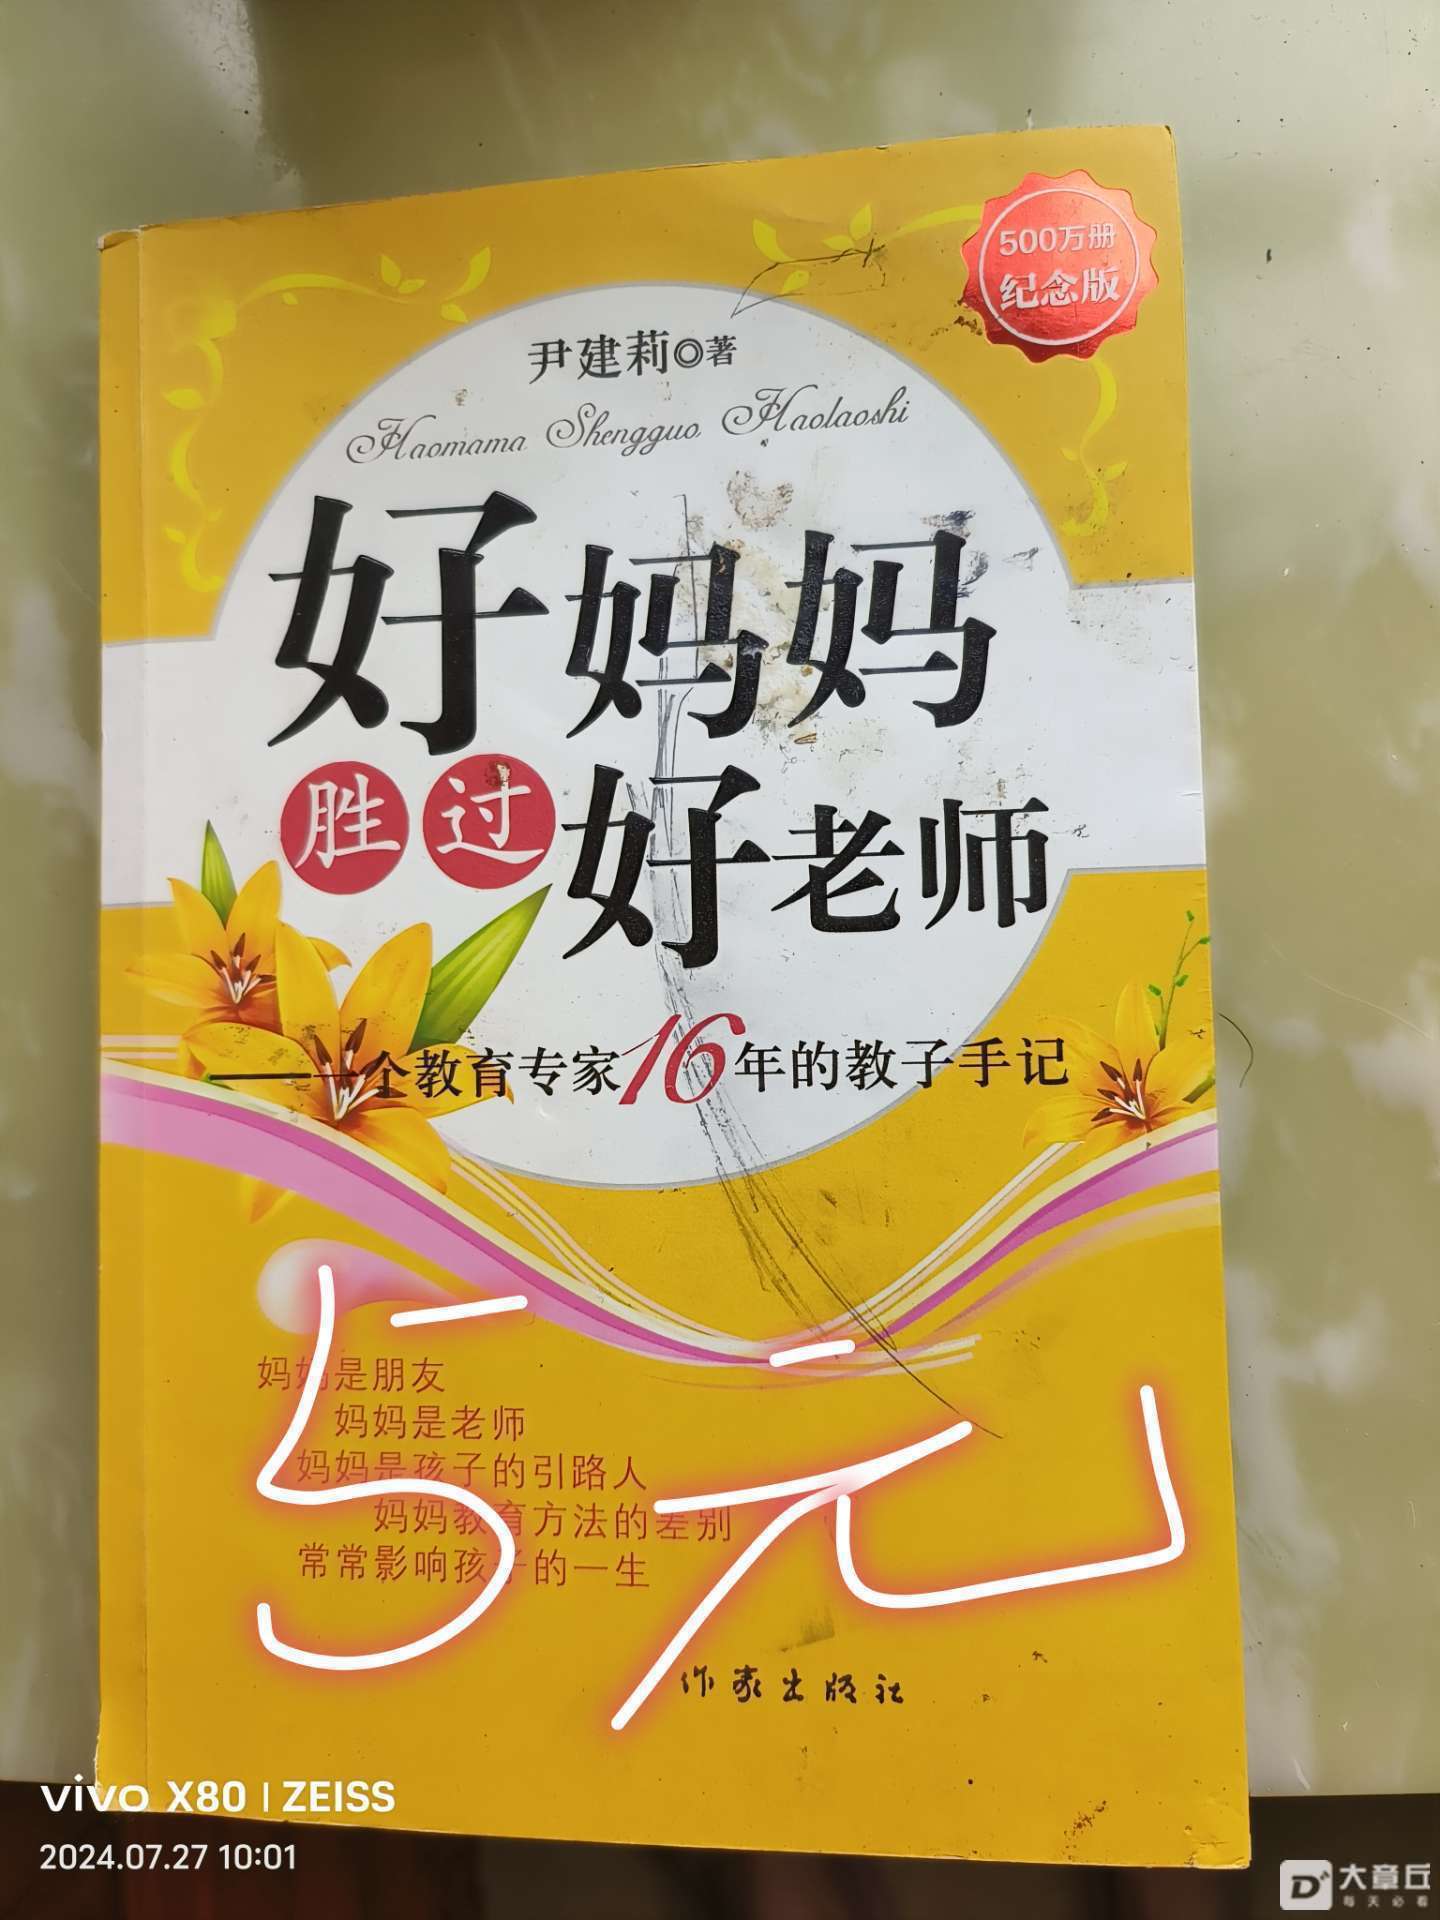 500万册
纪念版
尹建莉◎著
Haomama Shengguo Haolaoshi
好妈妈
胜过好老师
——一个教育专家16年的教子手记
5元
妈妈是朋友
妈妈是老师
妈妈是孩子的引路人
妈妈教育方法的差别
常常影响孩子的一生
作家出版社
vivo X80 | ZEISS
2024.07.27 10:01
大章丘
每天必看